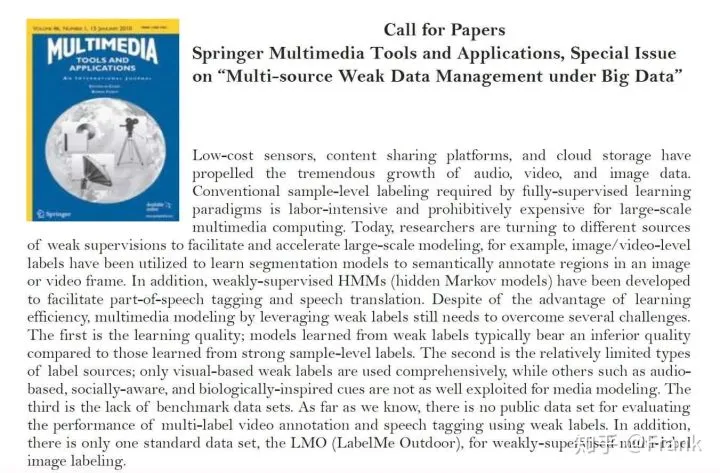 VOLUME 46, NUMBER 1, 15 JANUARY 2010
MULTIMEDIA
TOOLS AND
APPLICATIONS
AN INTERNATIONAL JOURNAL
Springer
Available
online
Call for Papers
Springer Multimedia Tools and Applications, Special Issue
on “Multi-source Weak Data Management under Big Data”
Low-cost sensors, content sharing platforms, and cloud storage have
propelled the tremendous growth of audio, video, and image data.
Conventional sample-level labeling required by fully-supervised learning
paradigms is labor-intensive and prohibitively expensive for large-scale
multimedia computing. Today, researchers are turning to different sources
of weak supervisions to facilitate and accelerate large-scale modeling, for example, image/video-level
labels have been utilized to learn segmentation models to semantically annotate regions in an image
or video frame. In addition, weakly-supervised HMMs (hidden Markov models) have been developed
to facilitate part-of-speech tagging and speech translation. Despite of the advantage of learning
efficiency, multimedia modeling by leveraging weak labels still needs to overcome several challenges.
The first is the learning quality; models learned from weak labels typically bear an inferior quality
compared to those learned from strong sample-level labels. The second is the relatively limited types
of label sources; only visual-based weak labels are used comprehensively, while others such as audio-
based, socially-aware, and biologically-inspired cues are not as well exploited for media modeling. The
third is the lack of benchmark data sets. As far as we know, there is no public data set for evaluating
the performance of multi-label video annotation and speech tagging using weak labels. In addition,
there is only one standard data set, the LMO (LabelMe Outdoor), for weakly-supervised multi-label
image labeling.
知乎 @Frank